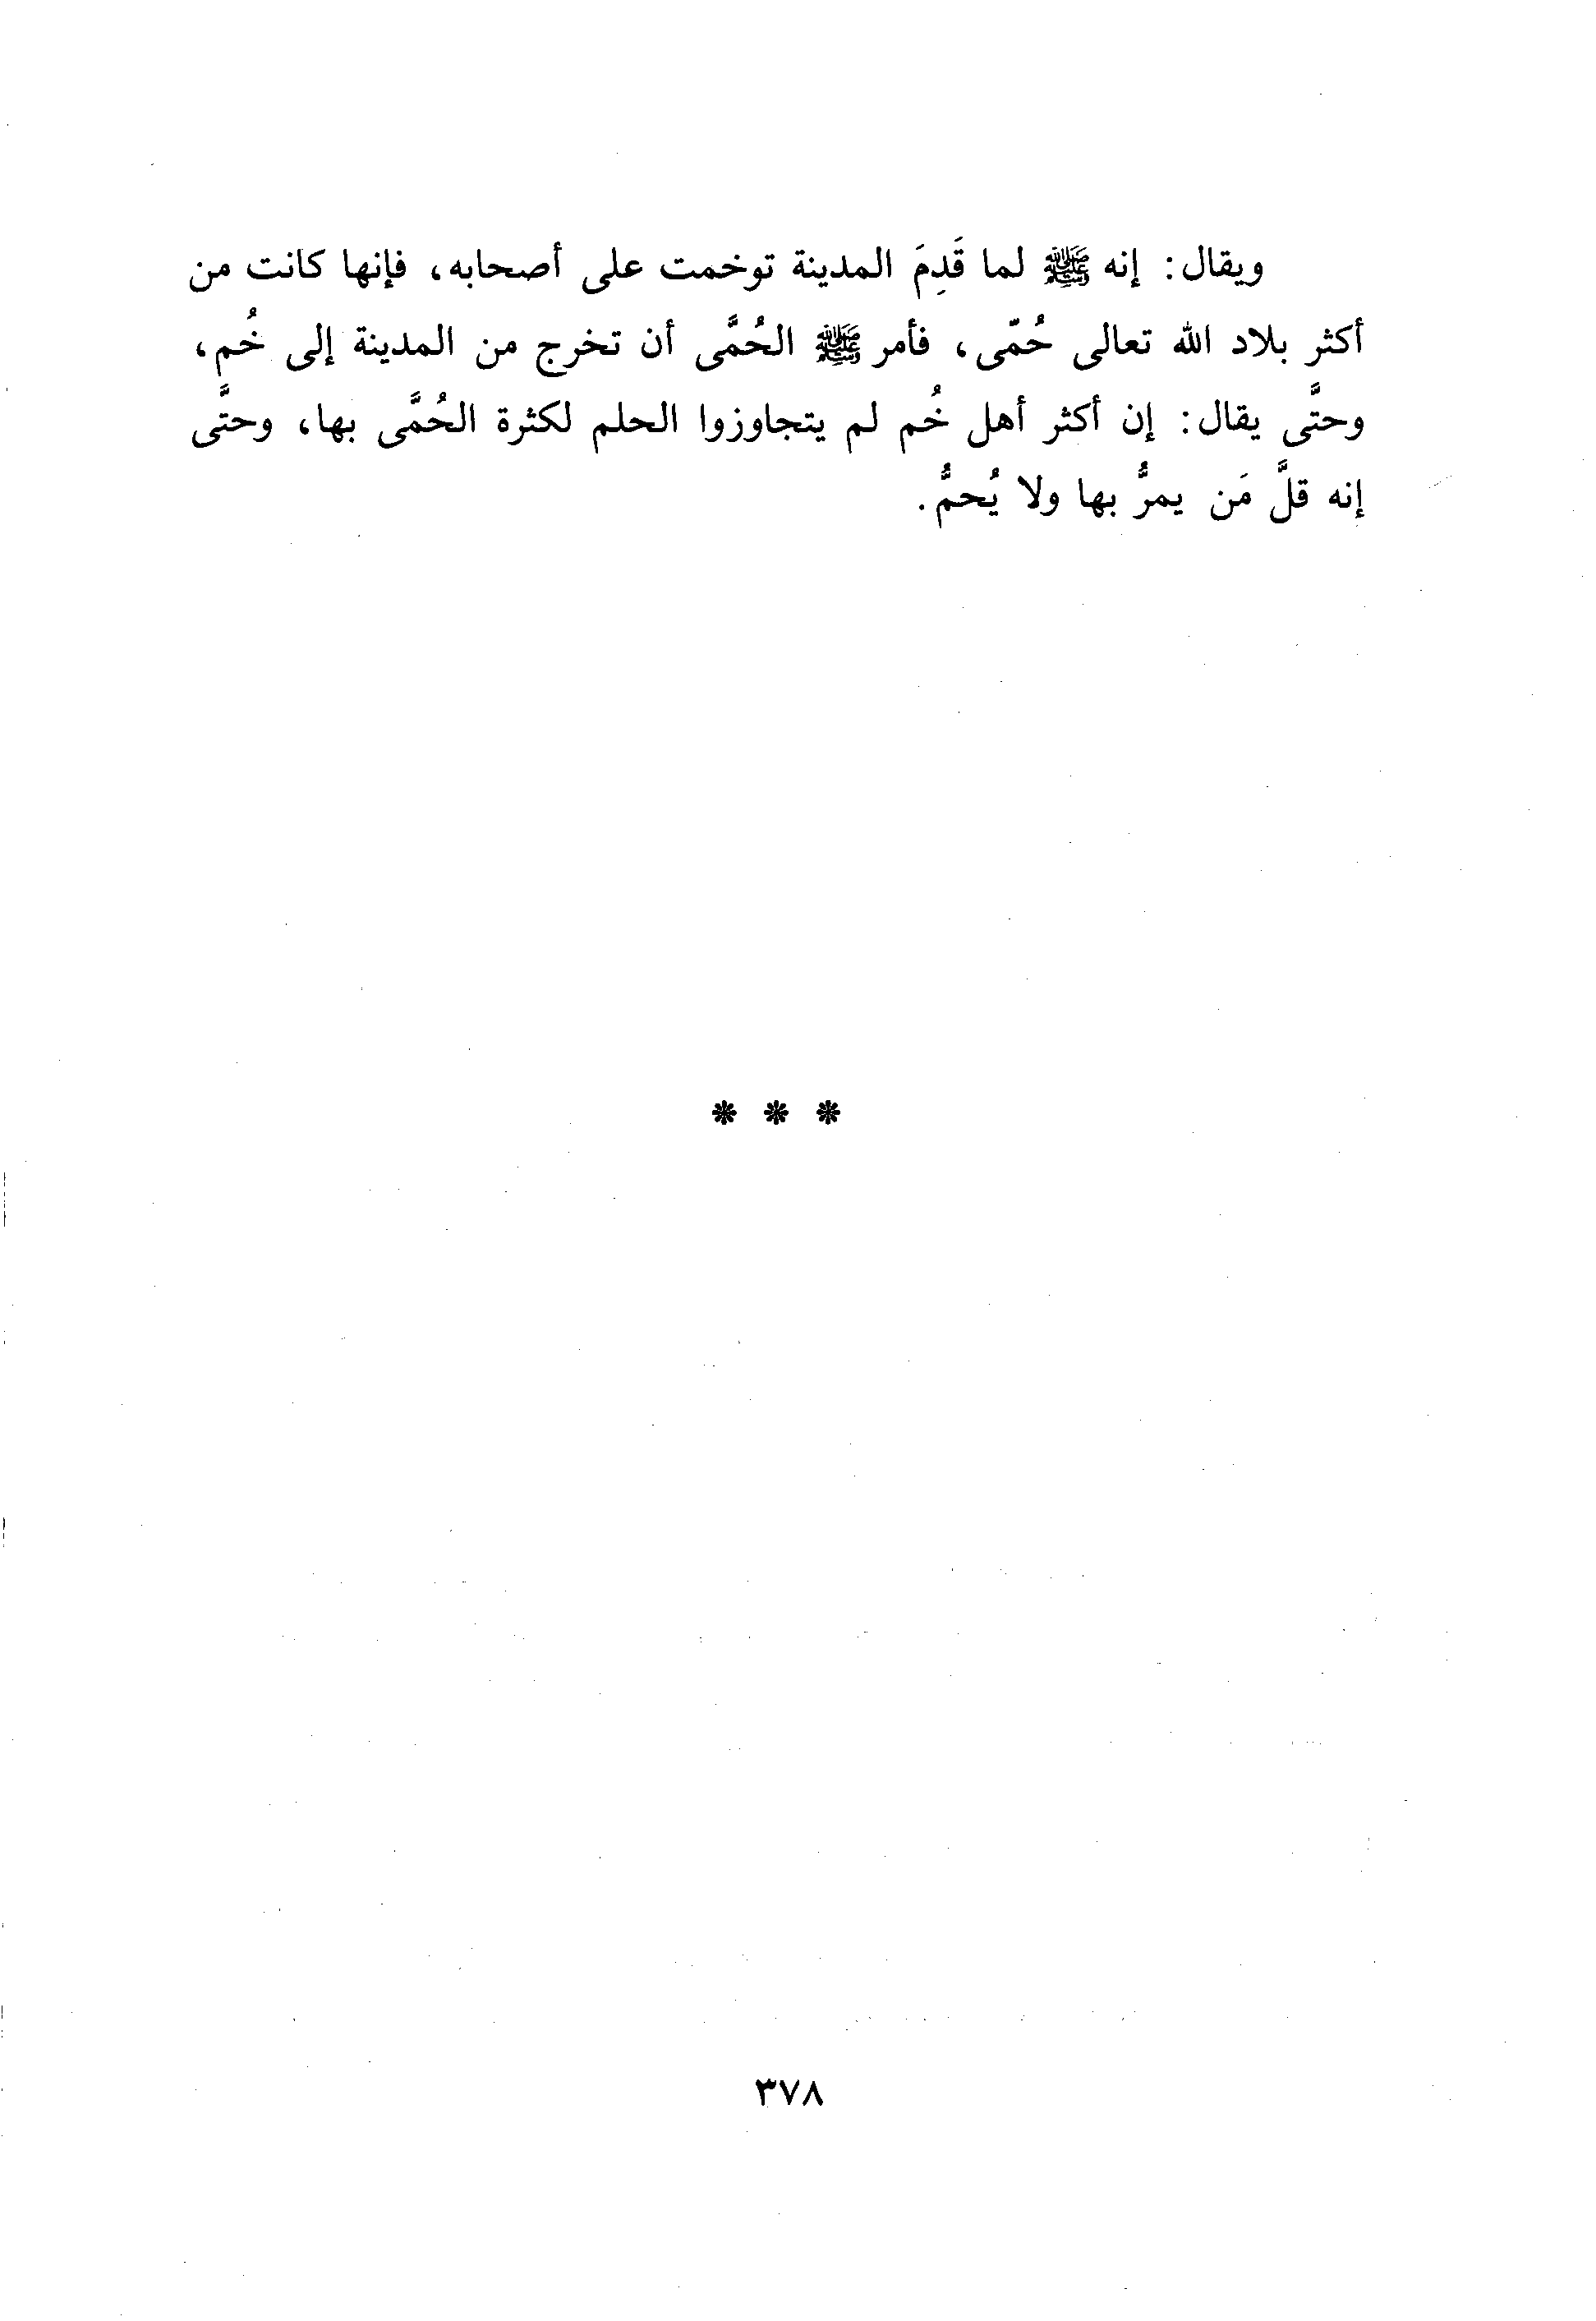 ويقال: إنه ﷺ لما قَدِمَ المدينة توخمت على أصحابه، فإنها كانت من
أكثر بلاد الله تعالى حُمّى، فأمر ﷺ الحُمَّى أن تخرج من المدينة إلى خُم،
وحتَّى يقال: إن أكثر أهل خُم لم يتجاوزوا الحلم لكثرة الحُمَّى بها، وحتَّى
إنه قلَّ مَن يمرُّ بها ولا يُحمُّ.
* * *
٣٧٨